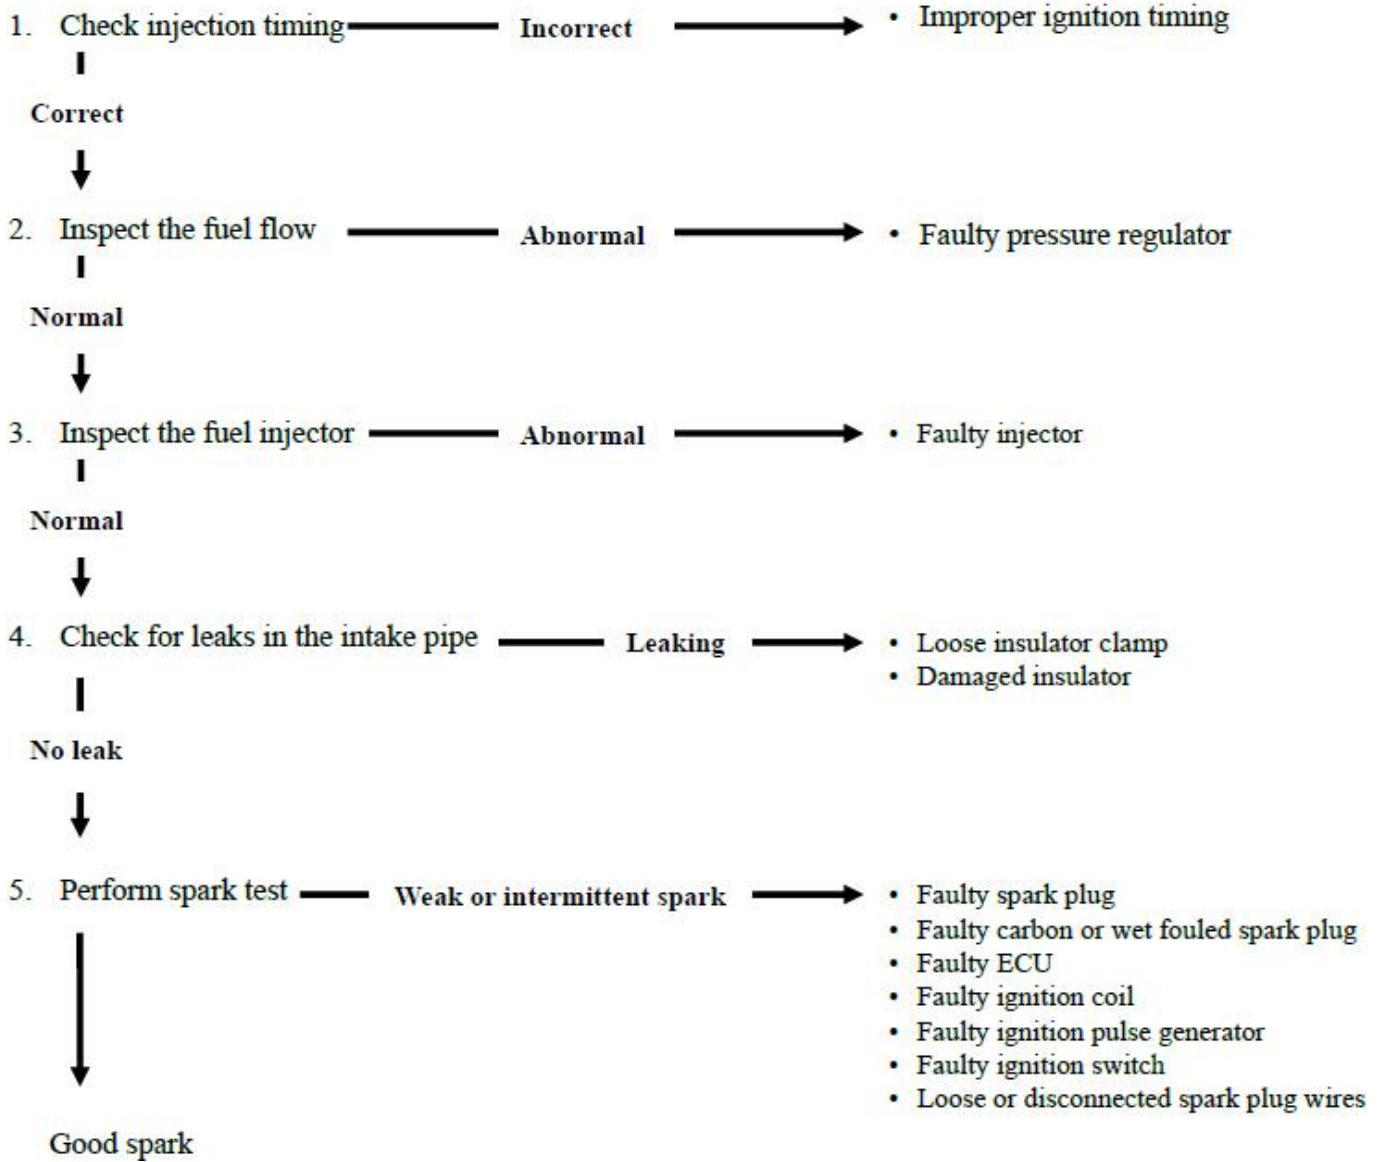 1. Check injection timing Incorrect • Improper ignition timing
Correct
2. Inspect the fuel flow Abnormal • Faulty pressure regulator
Normal
3. Inspect the fuel injector Abnormal • Faulty injector
Normal
4. Check for leaks in the intake pipe Leaking • Loose insulator clamp
• Damaged insulator
No leak
5. Perform spark test Weak or intermittent spark • Faulty spark plug
• Faulty carbon or wet fouled spark plug
• Faulty ECU
• Faulty ignition coil
• Faulty ignition pulse generator
• Faulty ignition switch
• Loose or disconnected spark plug wires
Good spark